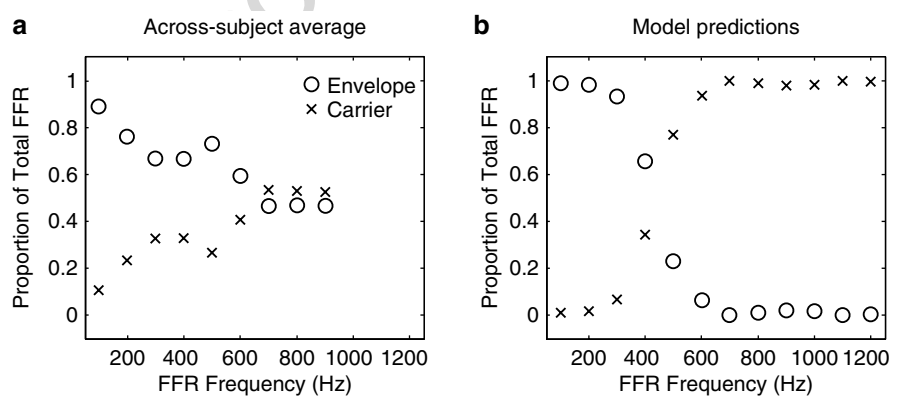 a
Across-subject average
Proportion of Total FFR
1
0.8
0.6
0.4
0.2
0
Envelope
Carrier
200 400 600 800 1000 1200
FFR Frequency (Hz)
b
Model predictions
Proportion of Total FFR
1
0.8
0.6
0.4
0.2
0
200 400 600 800 1000 1200
FFR Frequency (Hz)